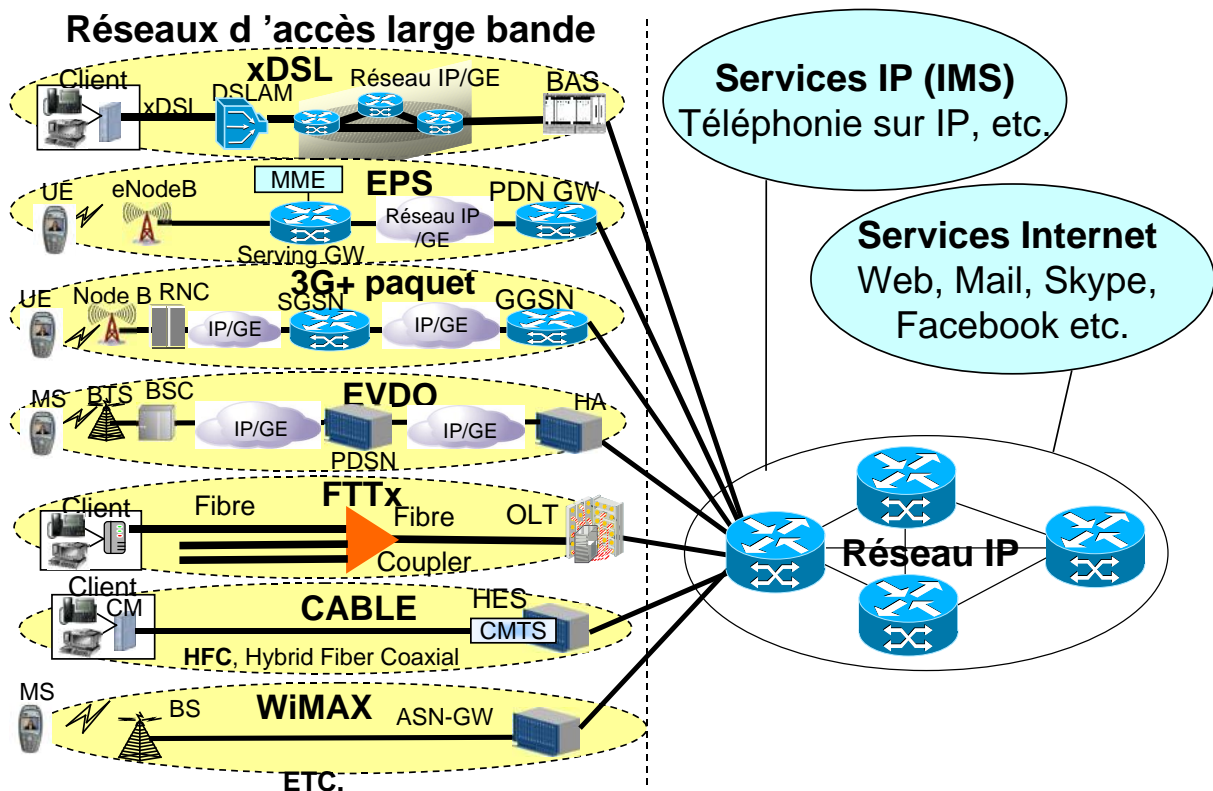 Réseaux d ’accès large bande
xDSL
Client
xDSL
DSLAM
Réseau IP/GE
BAS
EPS
UE
eNodeB
MME
Serving GW
Réseau IP
/GE
PDN GW
3G+ paquet
UE
Node B
RNC
IP/GE
SGSN
IP/GE
GGSN
EVDO
MS
BTS
BSC
IP/GE
PDSN
IP/GE
HA
FTTx
Client
Fibre
Fibre
Coupler
OLT
CABLE
Client
CM
HES
CMTS
HFC, Hybrid Fiber Coaxial
WiMAX
MS
BS
ASN-GW
ETC.
Services IP (IMS)
Téléphonie sur IP, etc.
Services Internet
Web, Mail, Skype,
Facebook etc.
Réseau IP